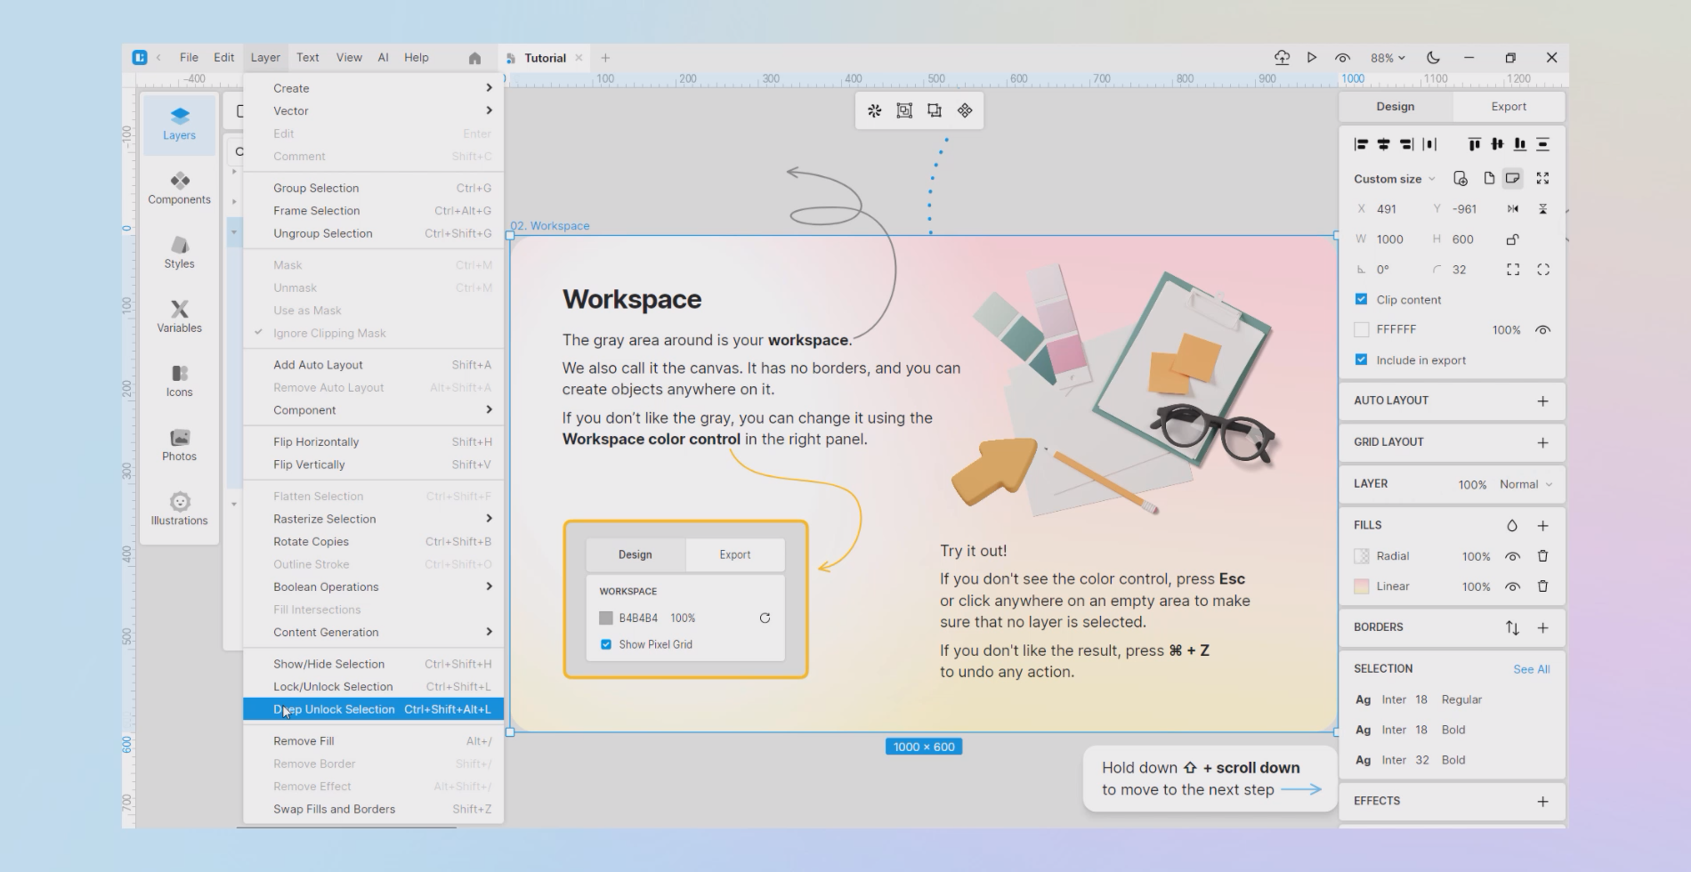 File Edit Layer Text View AI Help
Tutorial
88%
-400
100 200 300 400 500 600 700 800 900 1000 1100 1200
-100
0
100
200
300
400
500
600
700
Layers
Components
Styles
Variables
Icons
Photos
Illustrations
Create
Vector
Edit Enter
Comment Shift+C
Group Selection Ctrl+G
Frame Selection Ctrl+Alt+G
Ungroup Selection Ctrl+Shift+G
Mask Ctrl+M
Unmask Ctrl+M
Use as Mask
Ignore Clipping Mask
Add Auto Layout Shift+A
Remove Auto Layout Alt+Shift+A
Component
Flip Horizontally Shift+H
Flip Vertically Shift+V
Flatten Selection Ctrl+Shift+F
Rasterize Selection
Rotate Copies Ctrl+Shift+B
Outline Stroke Ctrl+Shift+O
Boolean Operations
Fill Intersections
Content Generation
Show/Hide Selection Ctrl+Shift+H
Lock/Unlock Selection Ctrl+Shift+L
Deep Unlock Selection Ctrl+Shift+Alt+L
Remove Fill Alt+/
Remove Border Shift+/
Remove Effect Alt+Shift+/
Swap Fills and Borders Shift+Z
02. Workspace
Workspace
The gray area around is your workspace.
We also call it the canvas. It has no borders, and you can
create objects anywhere on it.
If you don't like the gray, you can change it using the
Workspace color control in the right panel.
Design Export
WORKSPACE
B4B4B4 100%
Show Pixel Grid
Try it out!
If you don't see the color control, press Esc
or click anywhere on an empty area to make
sure that no layer is selected.
If you don't like the result, press ⌘ + Z
to undo any action.
1000 × 600
Hold down ⇧ + scroll down
to move to the next step
Design Export
Custom size
X 491 Y -961
W 1000 H 600
0° 32
Clip content
FFFFFF 100%
Include in export
AUTO LAYOUT
GRID LAYOUT
LAYER 100% Normal
FILLS
Radial 100%
Linear 100%
BORDERS
SELECTION See All
Ag Inter 18 Regular
Ag Inter 18 Bold
Ag Inter 32 Bold
EFFECTS